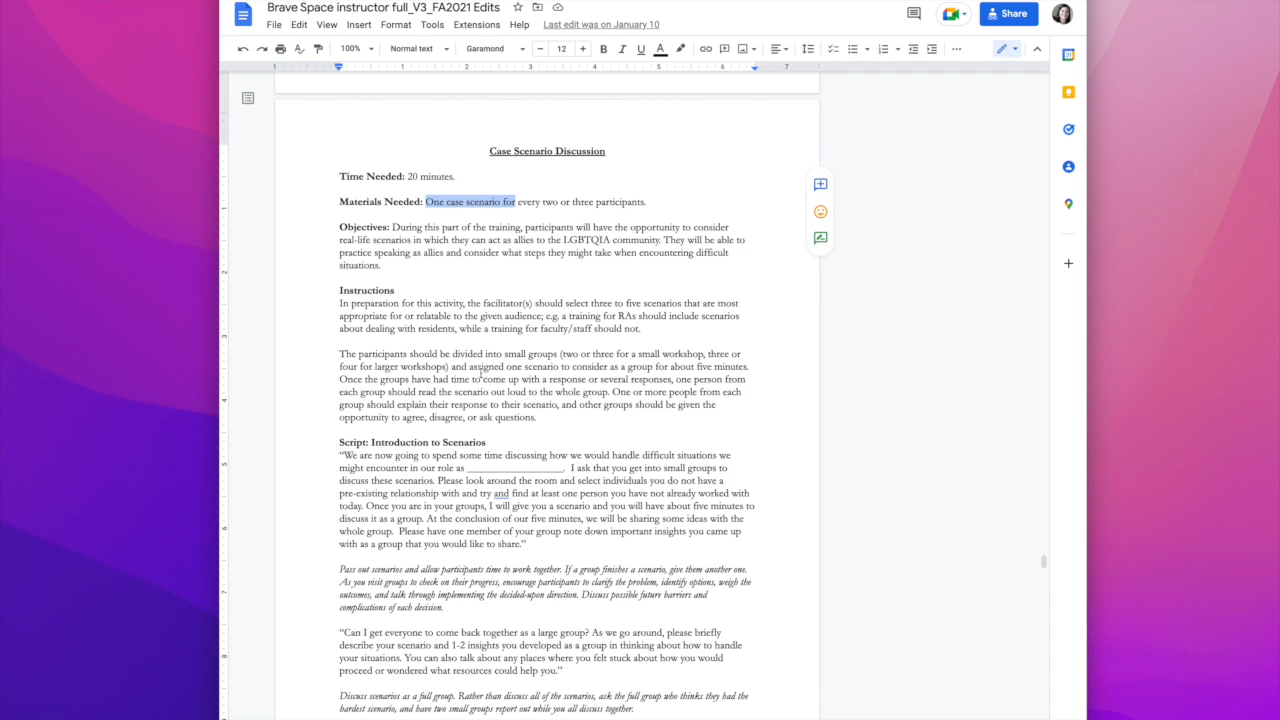 Brave Space instructor full_V3_FA2021 Edits
File Edit View Insert Format Tools Extensions Help Last edit was on January 10
Share
100% Normal text Garamond 12 B I U A
1 1 2 3 4 5 6 7
Case Scenario Discussion
Time Needed: 20 minutes.
Materials Needed: One case scenario for every two or three participants.
Objectives: During this part of the training, participants will have the opportunity to consider
real-life scenarios in which they can act as allies to the LGBTQIA community. They will be able to
practice speaking as allies and consider what steps they might take when encountering difficult
situations.
Instructions
In preparation for this activity, the facilitator(s) should select three to five scenarios that are most
appropriate for or relatable to the given audience; e.g. a training for RAs should include scenarios
about dealing with residents, while a training for faculty/staff should not.
The participants should be divided into small groups (two or three for a small workshop, three or
four for larger workshops) and assigned one scenario to consider as a group for about five minutes.
Once the groups have had time to come up with a response or several responses, one person from
each group should read the scenario out loud to the whole group. One or more people from each
group should explain their response to their scenario, and other groups should be given the
opportunity to agree, disagree, or ask questions.
Script: Introduction to Scenarios
“We are now going to spend some time discussing how we would handle difficult situations we
might encounter in our role as ___________________. I ask that you get into small groups to
discuss these scenarios. Please look around the room and select individuals you do not have a
pre-existing relationship with and try and find at least one person you have not already worked with
today. Once you are in your groups, I will give you a scenario and you will have about five minutes to
discuss it as a group. At the conclusion of our five minutes, we will be sharing some ideas with the
whole group. Please have one member of your group note down important insights you came up
with as a group that you would like to share.”
Pass out scenarios and allow participants time to work together. If a group finishes a scenario, give them another one.
As you visit groups to check on their progress, encourage participants to clarify the problem, identify options, weigh the
outcomes, and talk through implementing the decided-upon direction. Discuss possible future barriers and
complications of each decision.
“Can I get everyone to come back together as a large group? As we go around, please briefly
describe your scenario and 1-2 insights you developed as a group in thinking about how to handle
your situations. You can also talk about any places where you felt stuck about how you would
proceed or wondered what resources could help you.”
Discuss scenarios as a full group. Rather than discuss all of the scenarios, ask the full group who thinks they had the
hardest scenario, and have two small groups report out while you all discuss together.
1
2
3
4
5
6
7
8